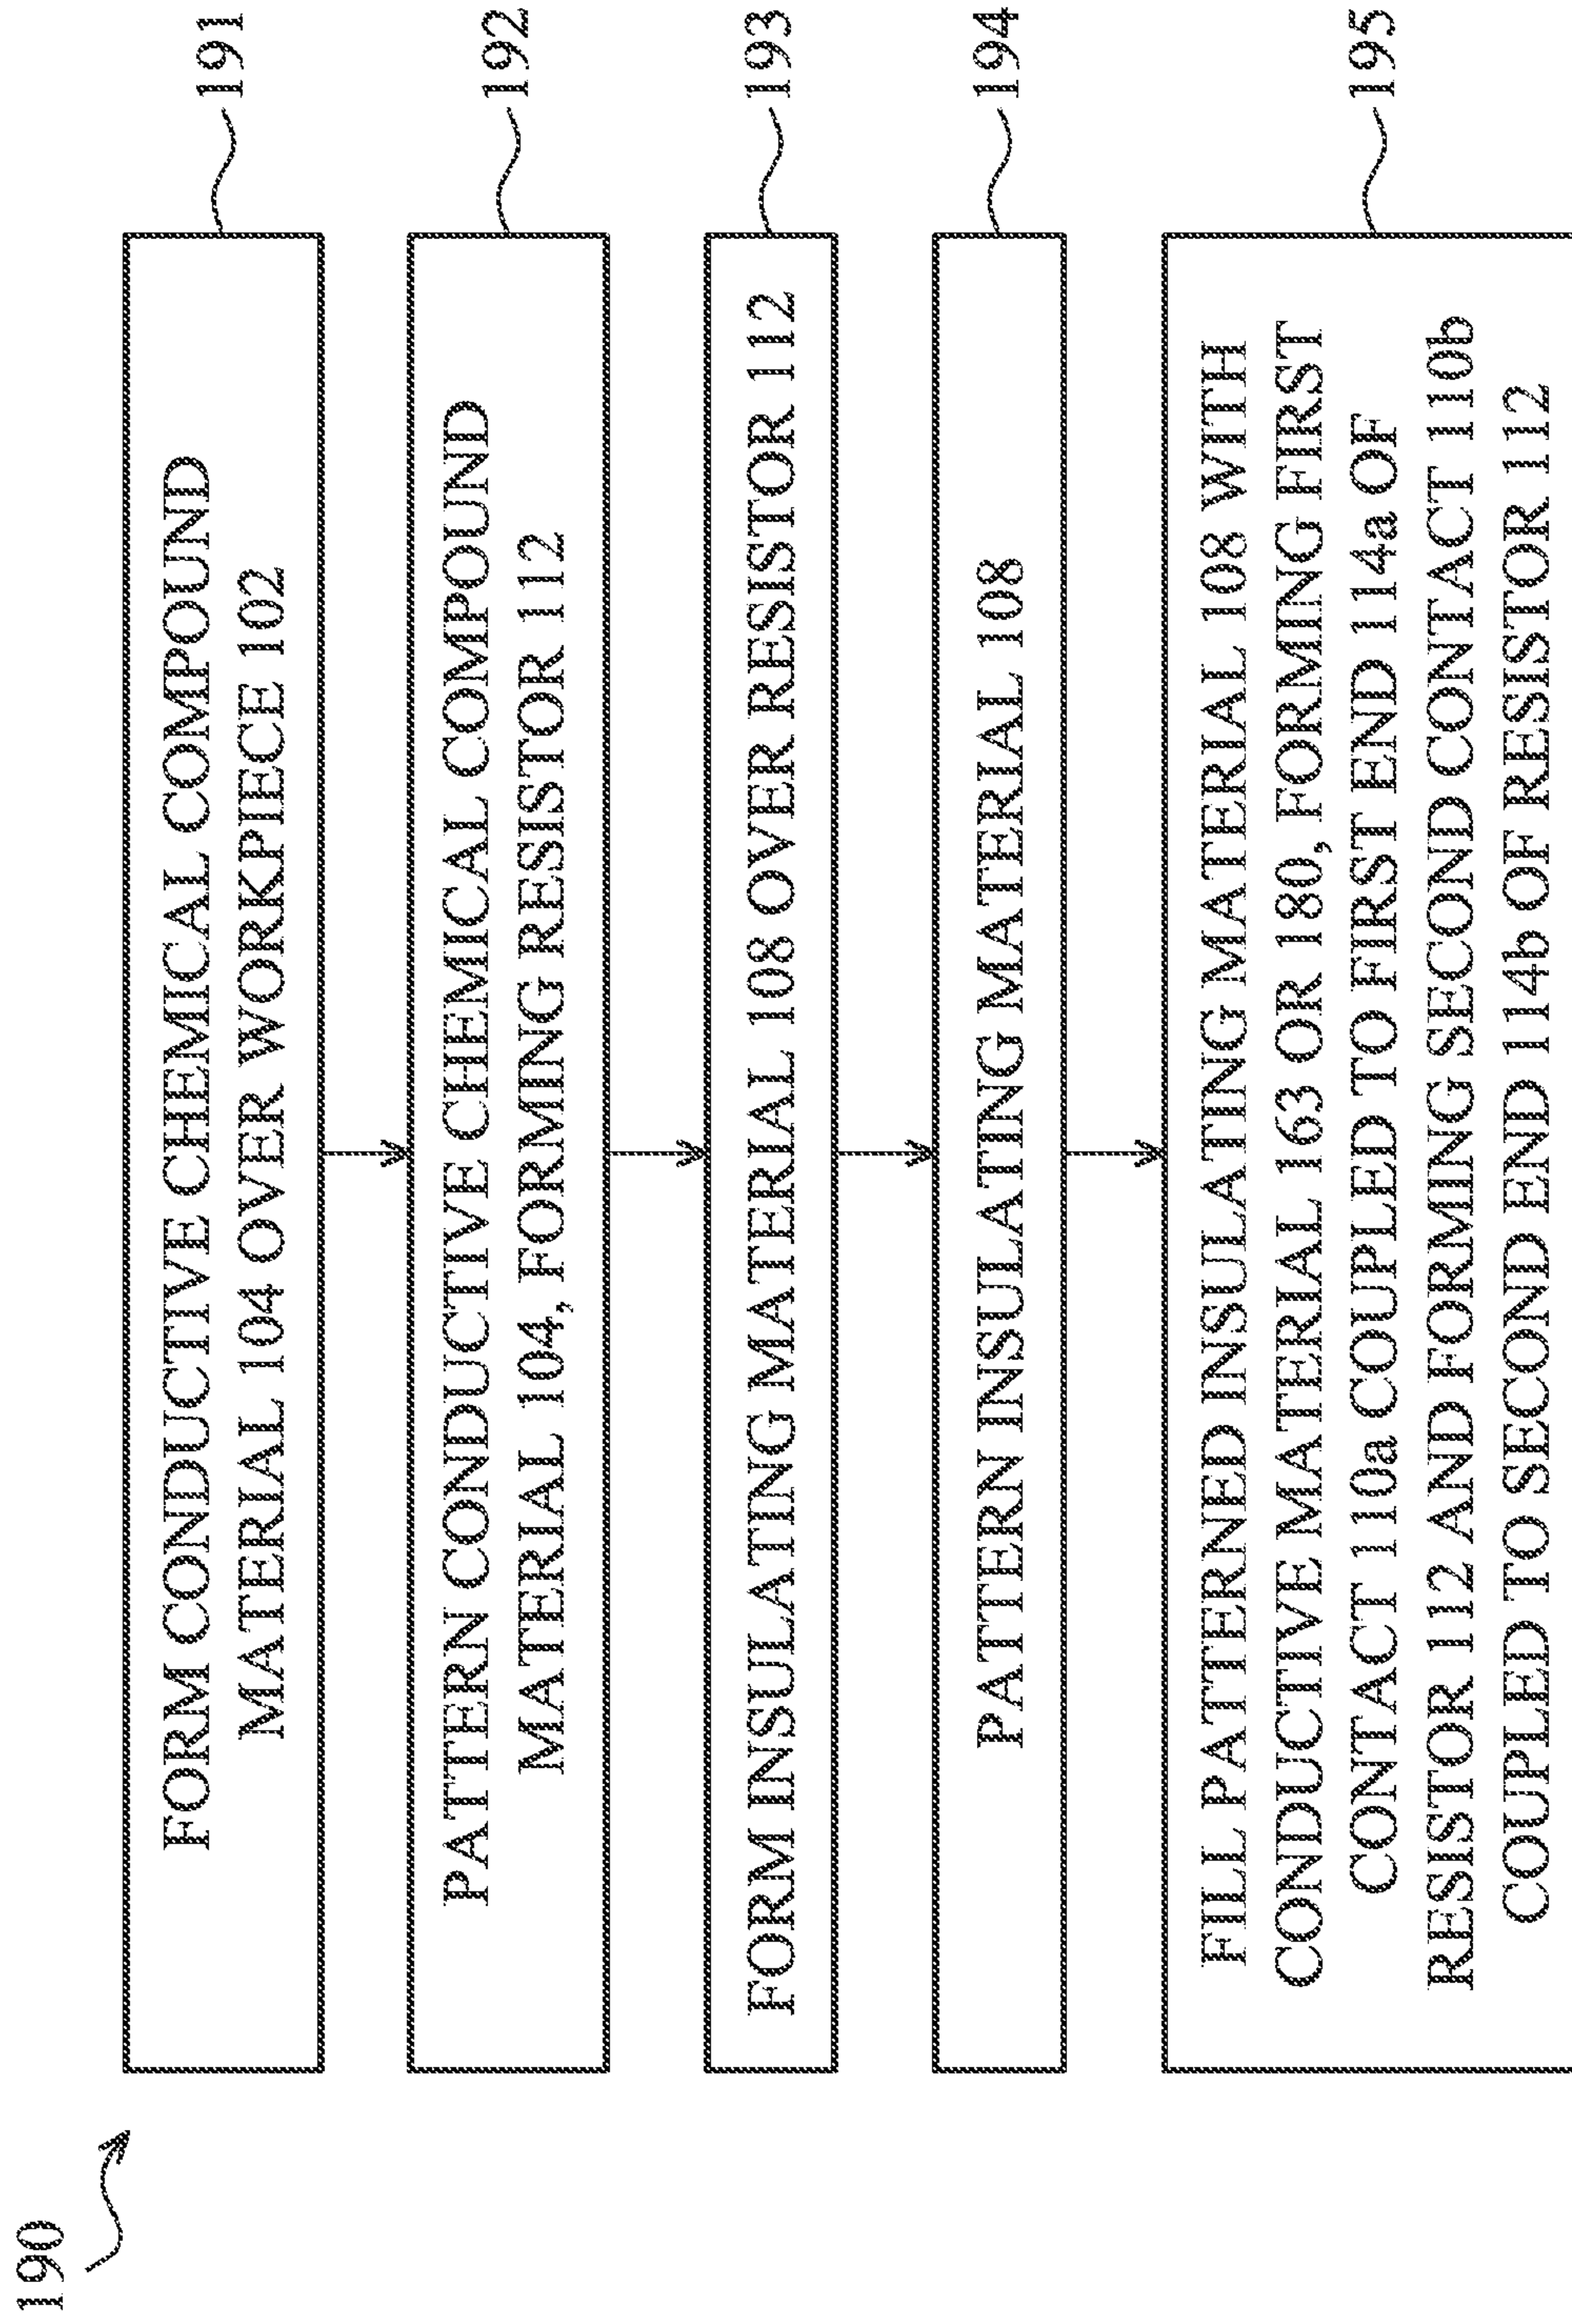 190
FORM CONDUCTIVE CHEMICAL COMPOUND
MATERIAL 104 OVER WORKPIECE 102
191
PATTERN CONDUCTIVE CHEMICAL COMPOUND
MATERIAL 104, FORMING RESISTOR 112
192
FORM INSULATING MATERIAL 108 OVER RESISTOR 112
193
PATTERN INSULATING MATERIAL 108
194
FILL PATTERNED INSULATING MATERIAL 108 WITH
CONDUCTIVE MATERIAL 163 OR 180, FORMING FIRST
CONTACT 110a COUPLED TO FIRST END 114a OF
RESISTOR 112 AND FORMING SECOND CONTACT 110b
COUPLED TO SECOND END 114b OF RESISTOR 112
195